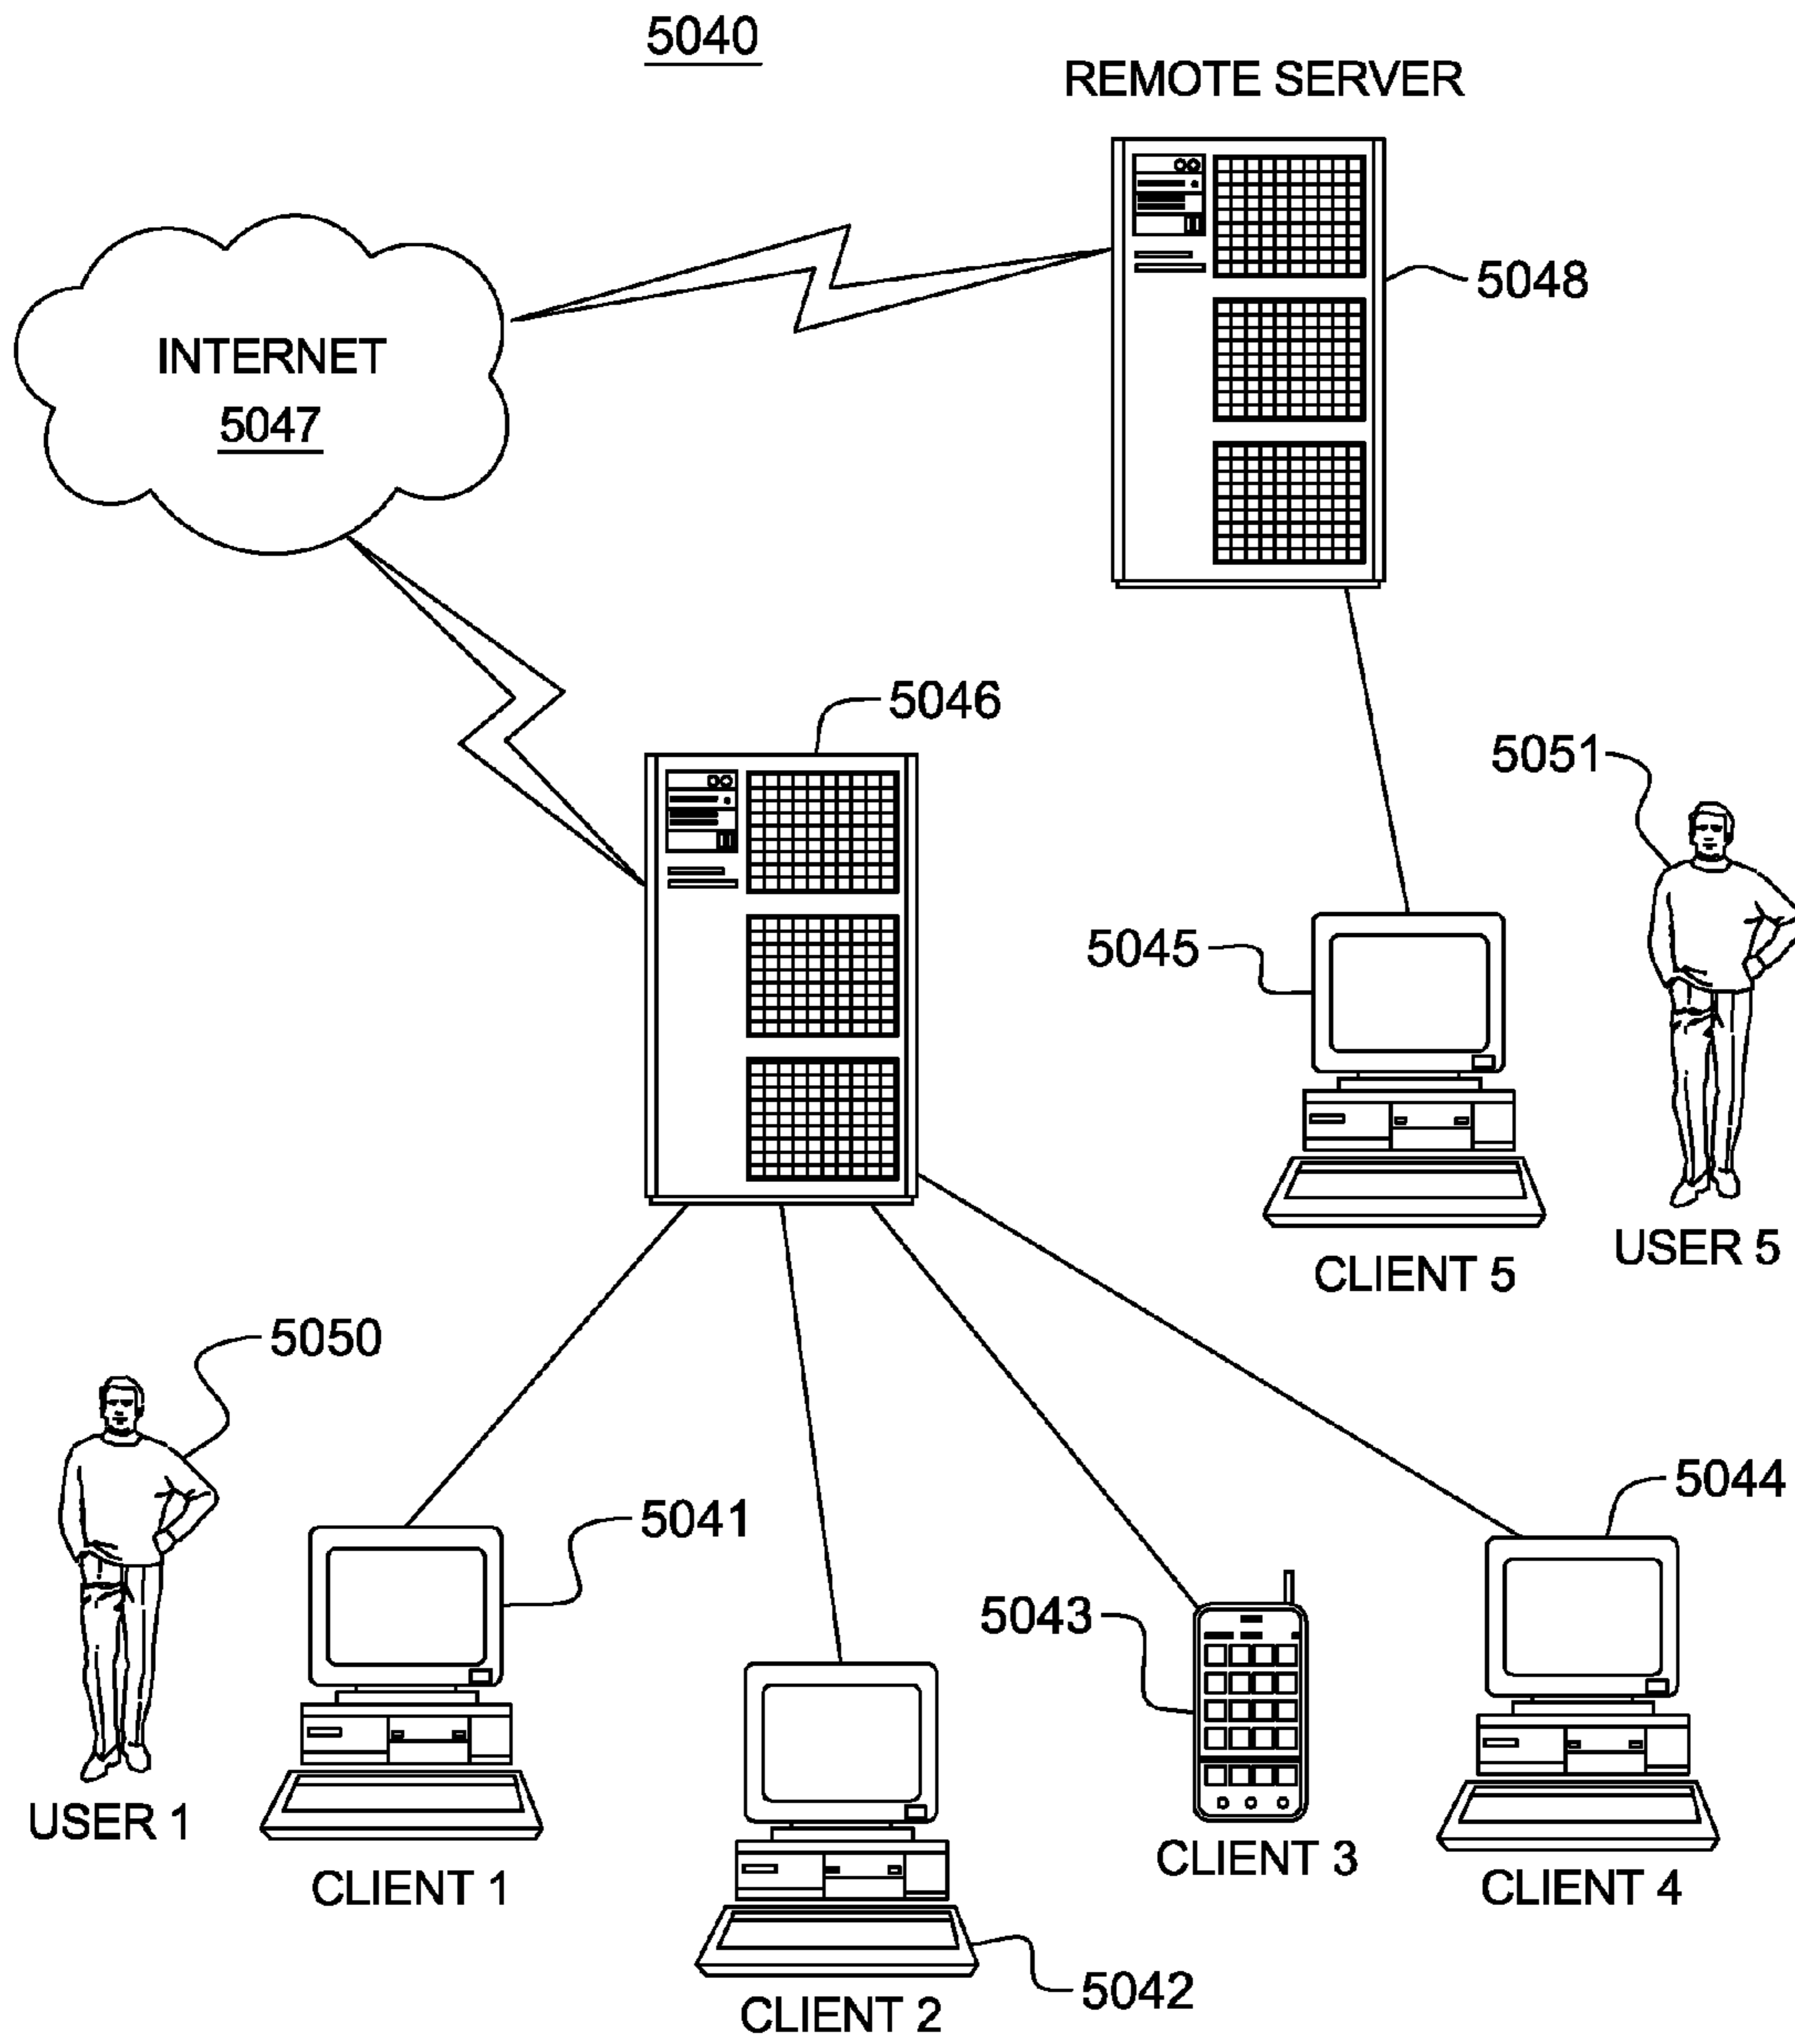 5040
REMOTE SERVER
5048
INTERNET
5047
5046
5051
5045
USER 5
CLIENT 5
5050
5044
5041
5043
USER 1
CLIENT 1
CLIENT 3
CLIENT 4
5042
CLIENT 2